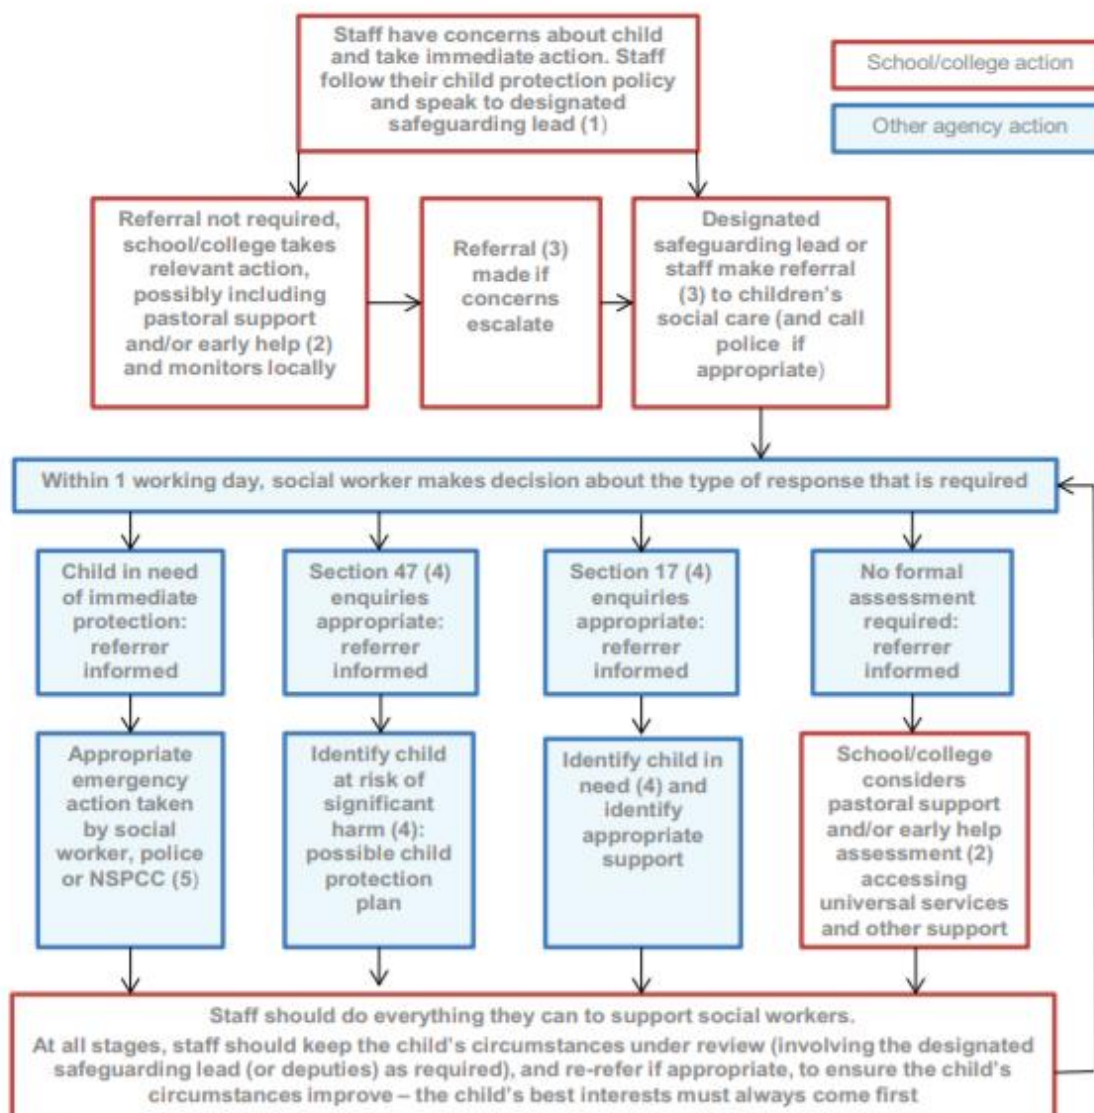 Staff have concerns about child
and take immediate action. Staff
follow their child protection policy
and speak to designated
safeguarding lead (1)
School/college action
Other agency action
Referral not required,
school/college takes
relevant action,
possibly including
pastoral support
and/or early help (2)
and monitors locally
Referral (3)
made if
concerns
escalate
Designated
safeguarding lead or
staff make referral
(3) to children's
social care (and call
police if
appropriate)
Within 1 working day, social worker makes decision about the type of response that is required
Child in need
of immediate
protection:
referrer
informed
Section 47 (4)
enquiries
appropriate:
referrer
informed
Section 17 (4)
enquiries
appropriate:
referrer
informed
No formal
assessment
required:
referrer
informed
Appropriate
emergency
action taken
by social
worker, police
or NSPCC (5)
Identify child
at risk of
significant
harm (4):
possible child
protection
plan
Identify child in
need (4) and
identify
appropriate
support
School/college
considers
pastoral support
and/or early help
assessment (2)
accessing
universal services
and other support
Staff should do everything they can to support social workers.
At all stages, staff should keep the child's circumstances under review (involving the designated
safeguarding lead (or deputies) as required), and re-refer if appropriate, to ensure the child's
circumstances improve – the child's best interests must always come first